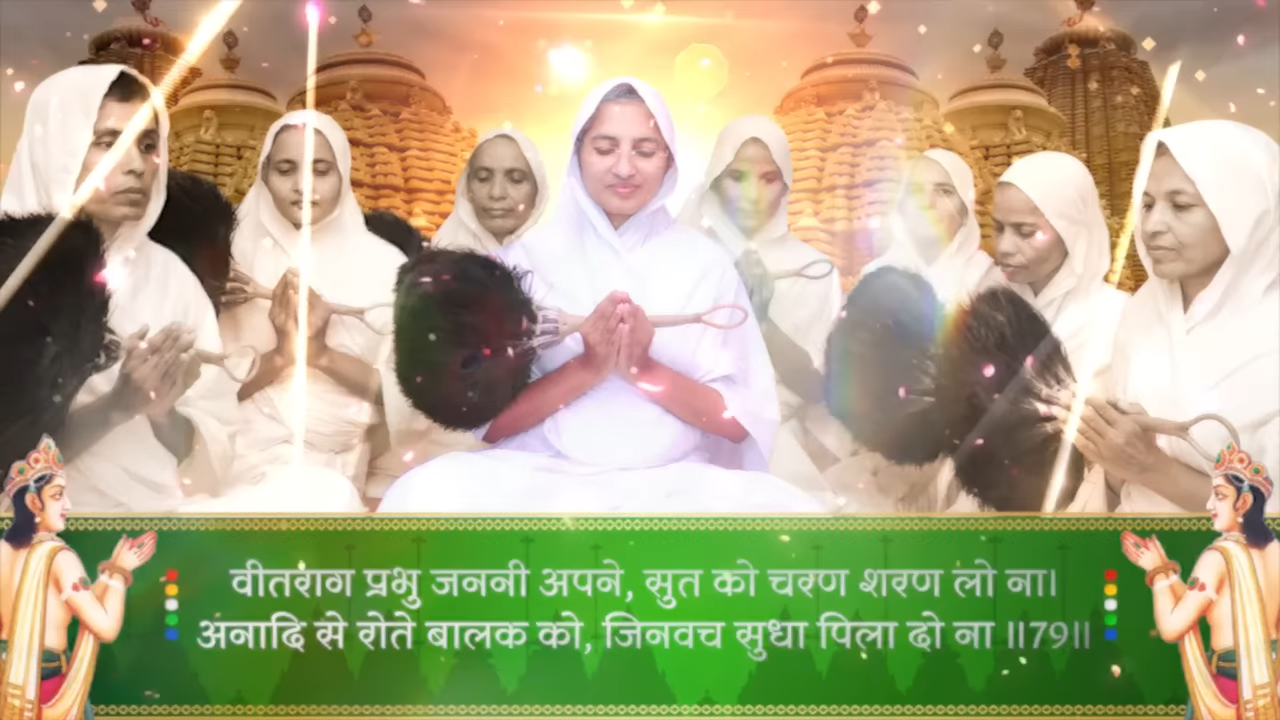 वीतराग प्रभु जननी अपने, सुत को चरण शरण लो ना।
अनादि से रोते बालक को, जिनवच सुधा पिला दो ना ॥79॥